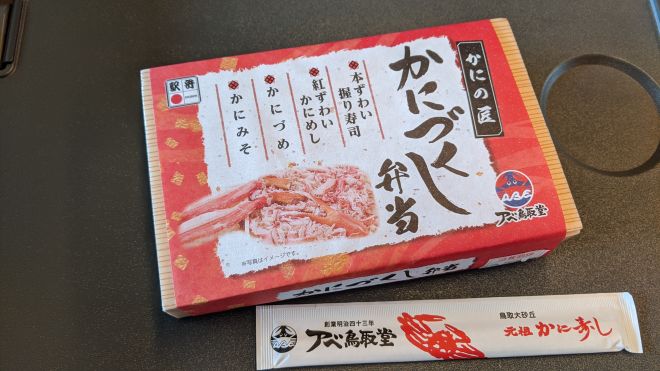 かにの匠
かにづくし
弁当
本ずわい
握り寿司
紅ずわい
かにめし
かにづめ
かにみそ
駅弁
※写真はイメージです。
アベ鳥取堂
かにづくし弁当
創業明治四十三年
アベ鳥取堂
鳥取大砂丘
元祖 かに寿し